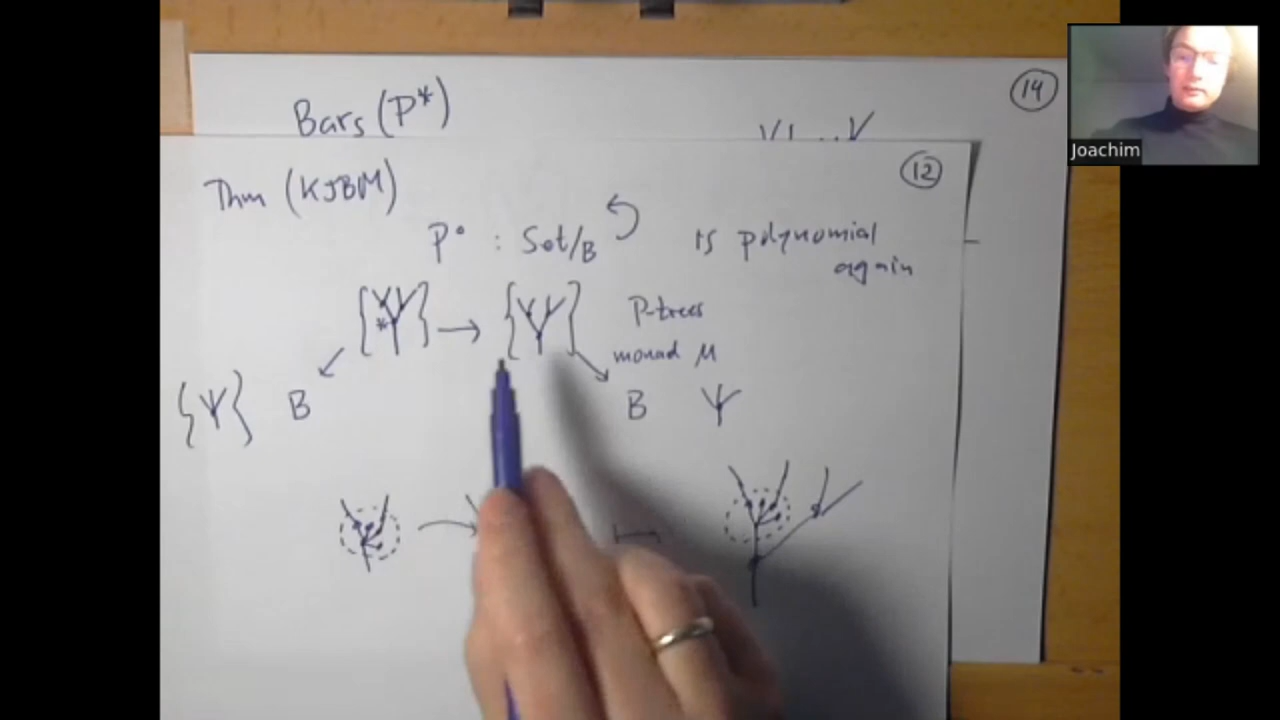 14
Bars (P*)
12
Thm (KJBM)
P° : Set/B is polynomial
again
P-trees
monad M
B B
*
Joachim